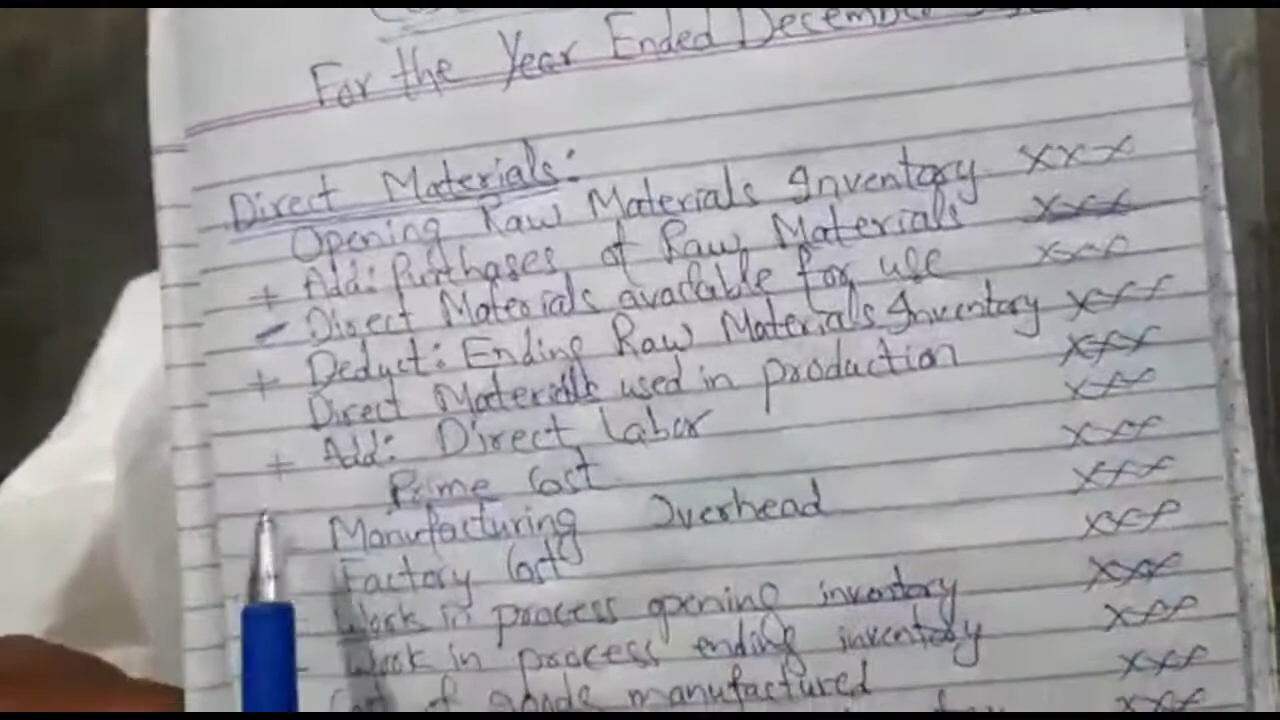 For the Year Ended December
Direct Materials:
Opening Raw Materials Inventory xxx
+ Add: Purchases of Raw Materials xxx
- Direct Materials available for use xxx
Deduct: Ending Raw Materials Inventory xxx
+ Direct Materials used in production xxx
Add: Direct Labor xxx
+ Prime Cost xxx
Manufacturing Overhead xxx
Factory Cost xxx
Work in process opening inventory xxx
- Work in process ending inventory xxx
Cost of goods manufactured xxx
xxx